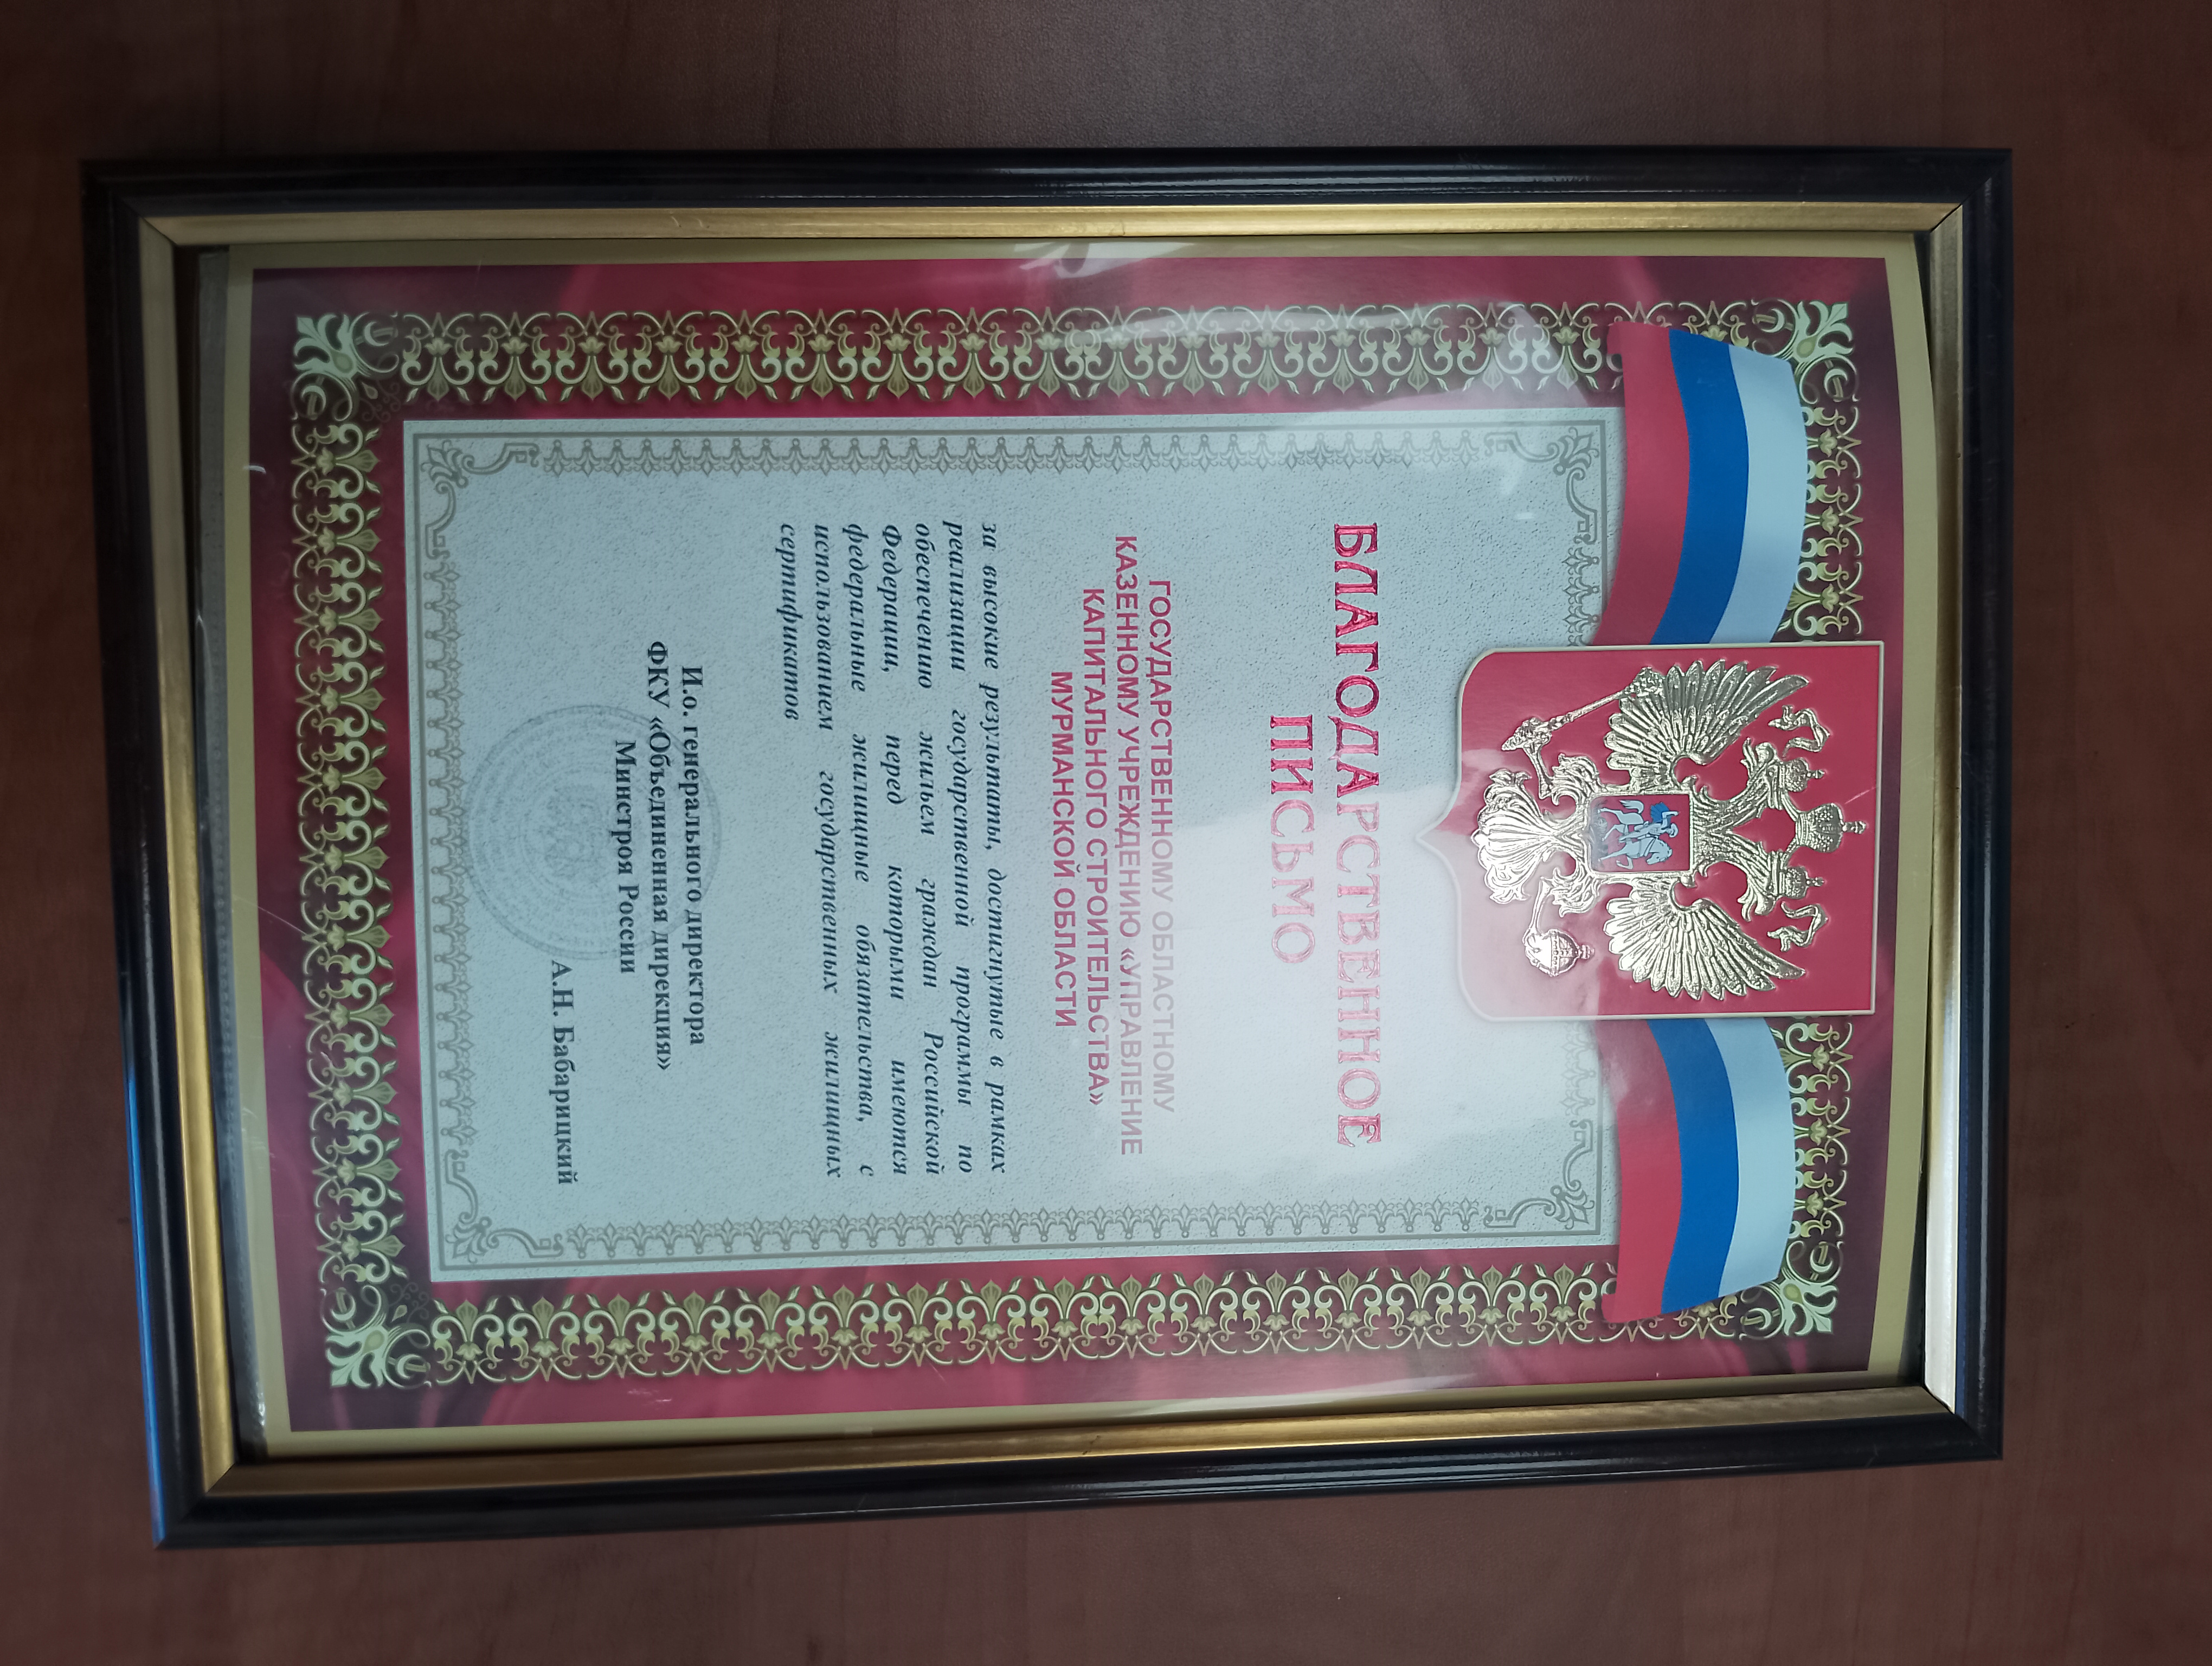 БЛАГОДАРСТВЕННОЕ
ПИСЬМО
ГОСУДАРСТВЕННОМУ ОБЛАСТНОМУ
КАЗЕННОМУ УЧРЕЖДЕНИЮ «УПРАВЛЕНИЕ
КАПИТАЛЬНОГО СТРОИТЕЛЬСТВА»
МУРМАНСКОЙ ОБЛАСТИ
за высокие результаты, достигнутые в рамках
реализации государственной программы по
обеспечению жильем граждан Российской
Федерации, перед которыми имеются
федеральные жилищные обязательства, с
использованием государственных жилищных
сертификатов
И.о. генерального директора
ФКУ «Объединенная дирекция»
Минстроя России
А.Н. Бабарицкий